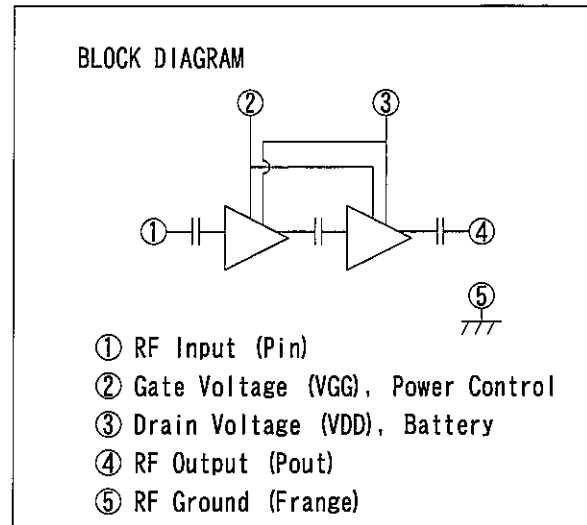 BLOCK DIAGRAM
② ③
① ④
⑤
① RF Input (Pin)
② Gate Voltage (VGG), Power Control
③ Drain Voltage (VDD), Battery
④ RF Output (Pout)
⑤ RF Ground (Frange)